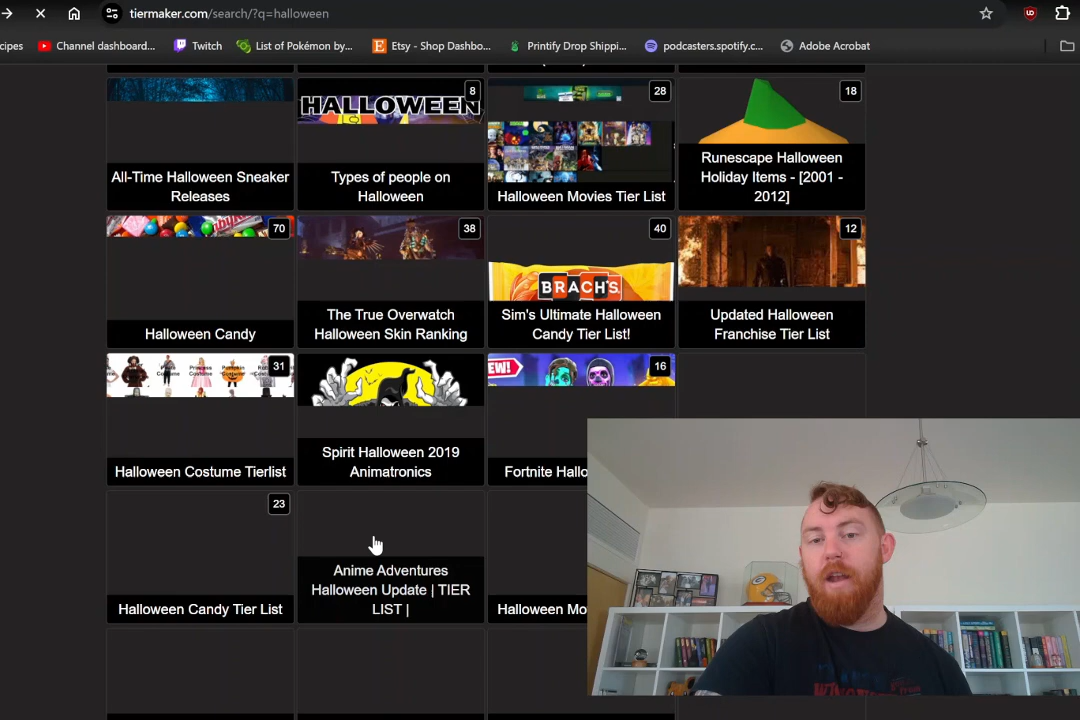 tiermaker.com/search/?q=halloween
cipes
Channel dashboard...
Twitch
List of Pokémon by...
Etsy - Shop Dashbo...
Printify Drop Shippi...
podcasters.spotify.c...
Adobe Acrobat
All-Time Halloween Sneaker
Releases
8
HALLOWEEN
Types of people on
Halloween
28
Halloween Movies Tier List
18
Runescape Halloween
Holiday Items - [2001 -
2012]
70
Halloween Candy
38
The True Overwatch
Halloween Skin Ranking
40
BRACH'S
Sim's Ultimate Halloween
Candy Tier List!
12
Updated Halloween
Franchise Tier List
31
Halloween Costume Tierlist
Spirit Halloween 2019
Animatronics
NEW!
16
Fortnite Hallo
23
Halloween Candy Tier List
Anime Adventures
Halloween Update | TIER
LIST |
Halloween Mo